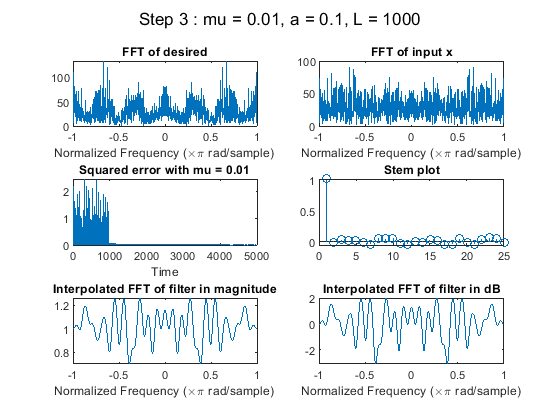 Step 3 : mu = 0.01, a = 0.1, L = 1000
FFT of desired
100
50
0
-1 -0.5 0 0.5 1
Normalized Frequency (×π rad/sample)
FFT of input x
100
50
0
-1 -0.5 0 0.5 1
Normalized Frequency (×π rad/sample)
Squared error with mu = 0.01
2
1
0
0 1000 2000 3000 4000 5000
Time
Stem plot
1
0.5
0
0 5 10 15 20 25
Interpolated FFT of filter in magnitude
1.2
1
0.8
-1 -0.5 0 0.5 1
Normalized Frequency (×π rad/sample)
Interpolated FFT of filter in dB
2
0
-2
-1 -0.5 0 0.5 1
Normalized Frequency (×π rad/sample)